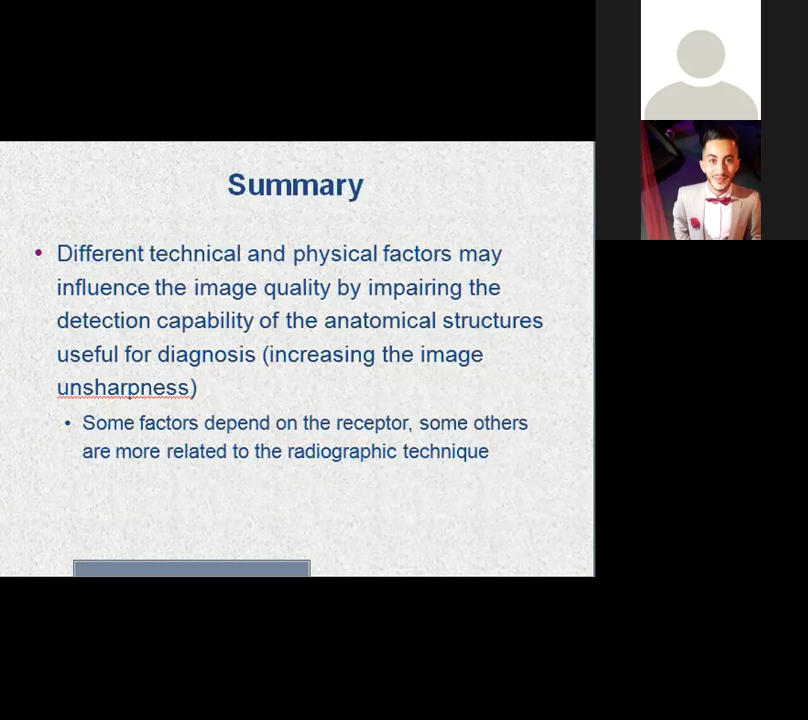 Summary
• Different technical and physical factors may
influence the image quality by impairing the
detection capability of the anatomical structures
useful for diagnosis (increasing the image
unsharpness)
• Some factors depend on the receptor, some others
are more related to the radiographic technique